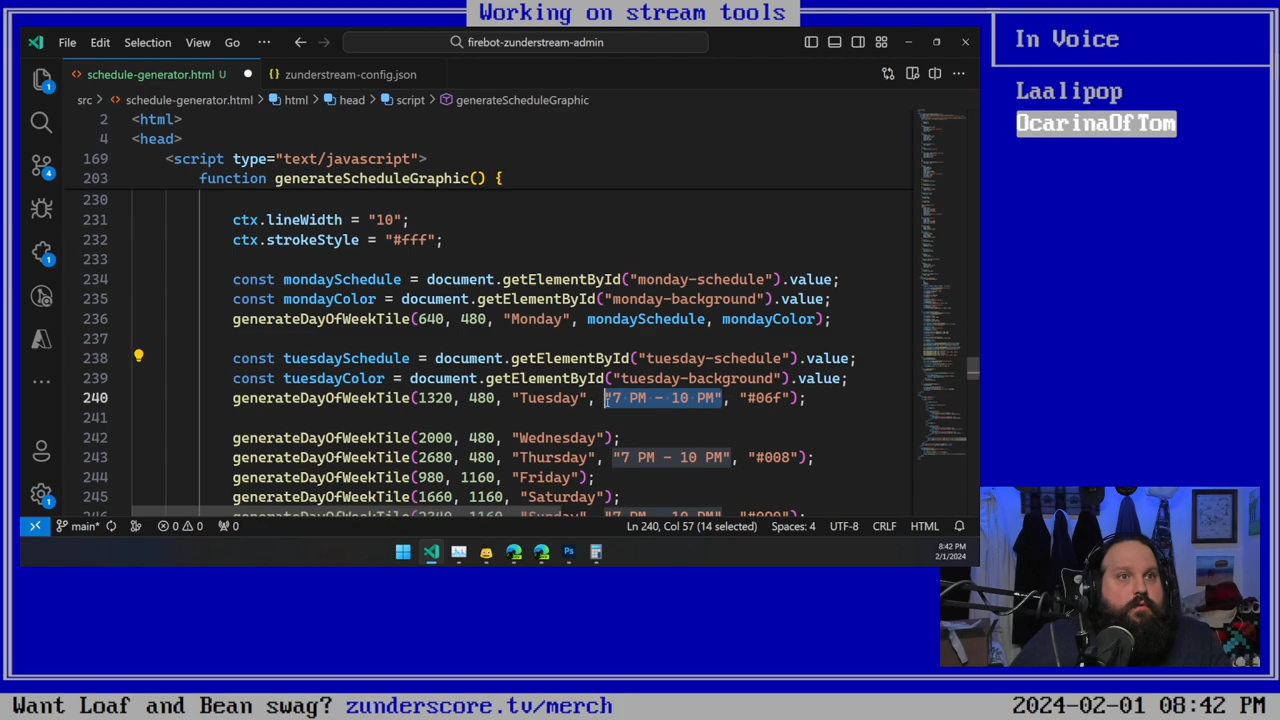 Working on stream tools
In Voice
Laalipop
OcarinaOfTom
File Edit Selection View Go ···
firebot-zunderstream-admin
schedule-generator.html U
zunderstream-config.json
src > schedule-generator.html > html > head > script > generateScheduleGraphic
2 <html>
4 <head>
169 <script type="text/javascript">
203 function generateScheduleGraphic() {
230
231 ctx.lineWidth = "10";
232 ctx.strokeStyle = "#fff";
233
234 const mondaySchedule = document.getElementById("monday-schedule").value;
235 const mondayColor = document.getElementById("monday-background").value;
236 generateDayOfWeekTile(640, 480, "Monday", mondaySchedule, mondayColor);
237
238 const tuesdaySchedule = document.getElementById("tuesday-schedule").value;
239 const tuesdayColor = document.getElementById("tuesday-background").value;
240 generateDayOfWeekTile(1320, 480, "Tuesday", "7 PM - 10 PM", "#06f");
241
242 generateDayOfWeekTile(2000, 480, "Wednesday");
243 generateDayOfWeekTile(2680, 480, "Thursday", "7 PM - 10 PM", "#008");
244 generateDayOfWeekTile(980, 1160, "Friday");
245 generateDayOfWeekTile(1660, 1160, "Saturday");
main* 0 0 0 Ln 240, Col 57 (14 selected) Spaces: 4 UTF-8 CRLF HTML
8:42 PM
2/1/2024
Want Loaf and Bean swag? zunderscore.tv/merch
2024-02-01 08:42 PM